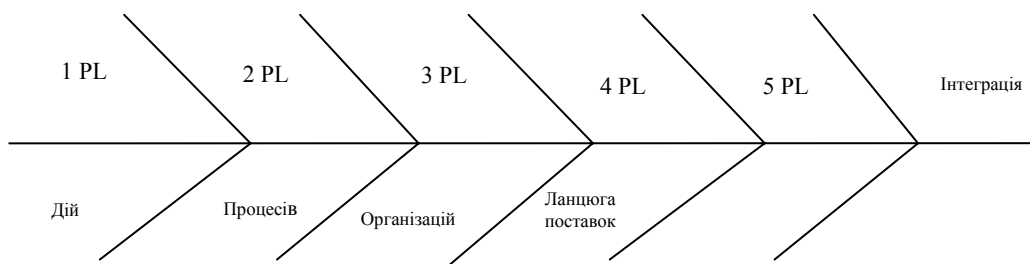 1 PL
2 PL
3 PL
4 PL
5 PL
Інтеграція
Дій
Процесів
Організацій
Ланцюга
поставок